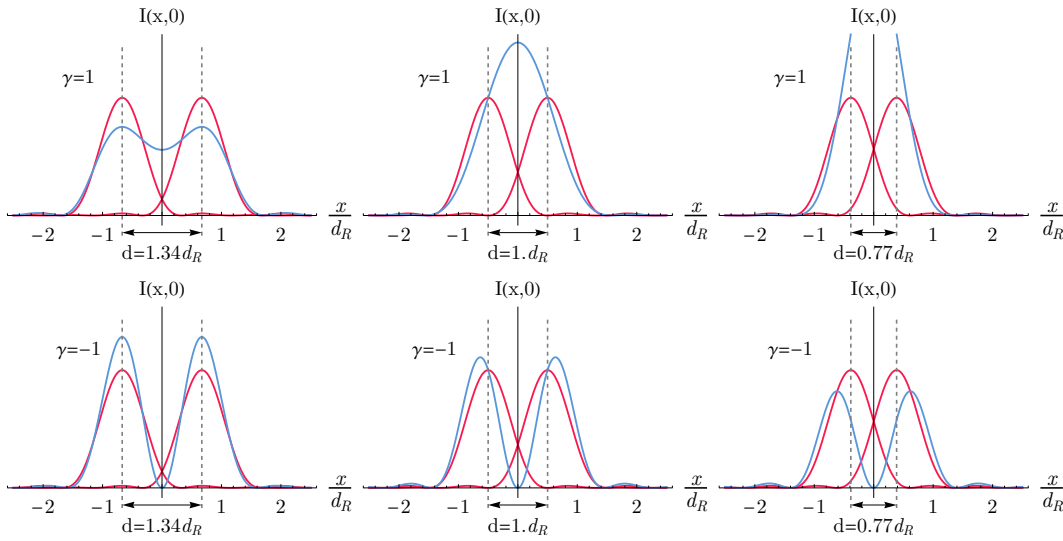 I(x,0) I(x,0) I(x,0)
γ=1 γ=1 γ=1
−2 −1 1 2 x/d_R −2 −1 1 2 x/d_R −2 −1 1 2 x/d_R
d=1.34d_R d=1.d_R d=0.77d_R
I(x,0) I(x,0) I(x,0)
γ=−1 γ=−1 γ=−1
−2 −1 1 2 x/d_R −2 −1 1 2 x/d_R −2 −1 1 2 x/d_R
d=1.34d_R d=1.d_R d=0.77d_R